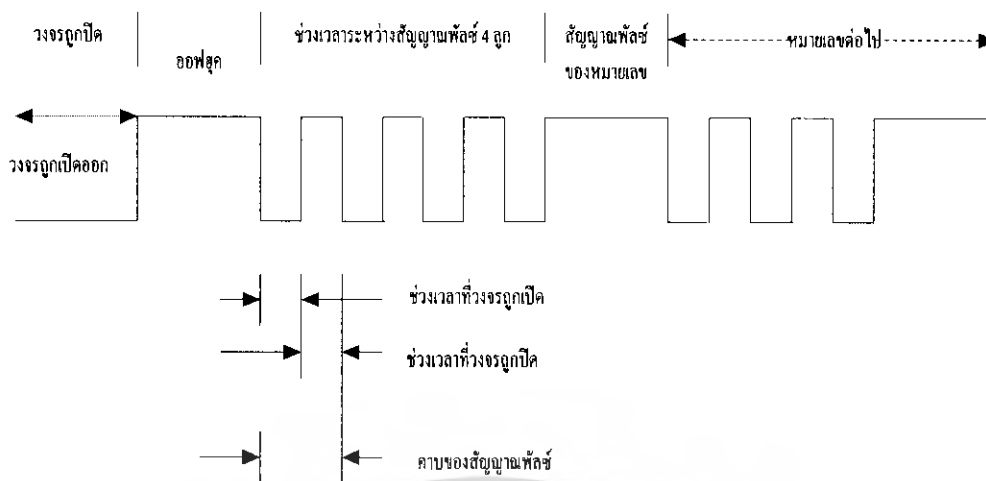 วงจรถูกปิด
ออฟฮุค
ช่วงเวลาระหว่างสัญญาณพัลซ์ 4 ลูก
สัญญาณพัลซ์
ของหมายเลข
หมายเลขต่อไป
วงจรถูกเปิดออก
ช่วงเวลาที่วงจรถูกเปิด
ช่วงเวลาที่วงจรถูกปิด
คาบของสัญญาณพัลซ์